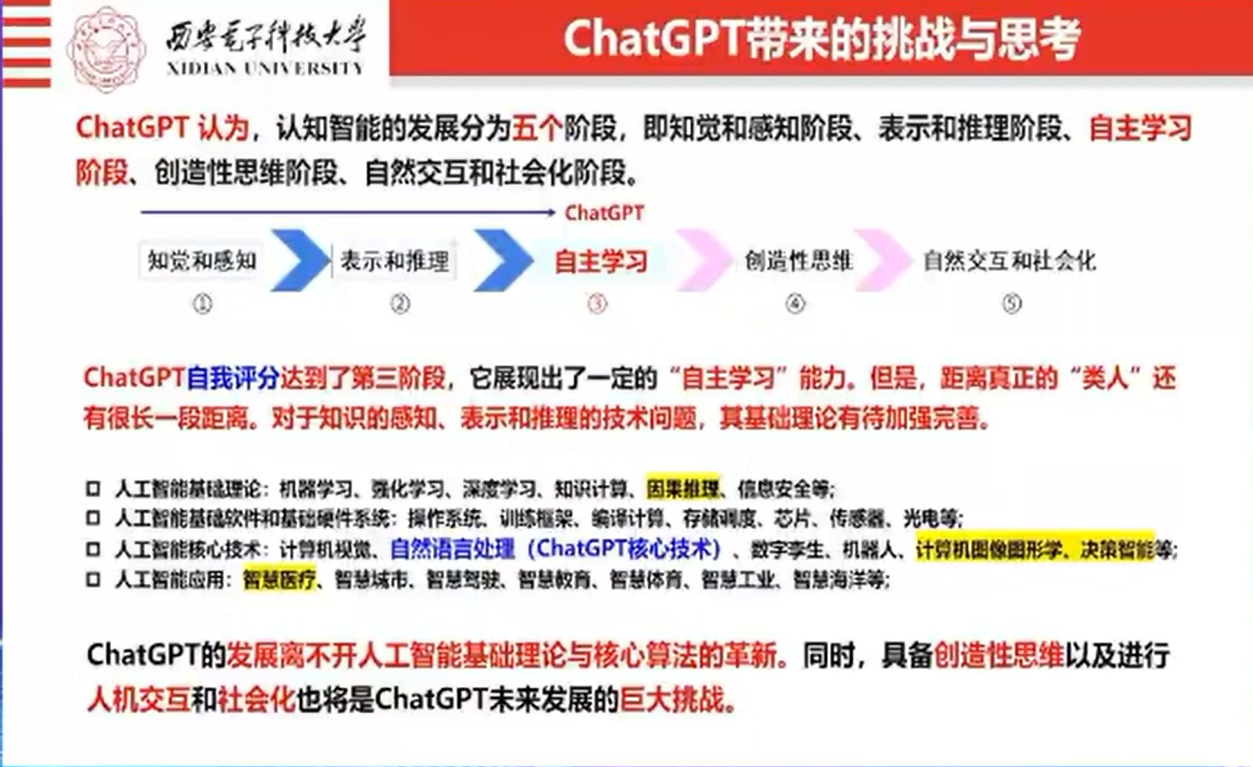 西安电子科技大学
XIDIAN UNIVERSITY
ChatGPT带来的挑战与思考
ChatGPT 认为，认知智能的发展分为五个阶段，即知觉和感知阶段、表示和推理阶段、自主学习
阶段、创造性思维阶段、自然交互和社会化阶段。
ChatGPT
知觉和感知 表示和推理 自主学习 创造性思维 自然交互和社会化
① ② ③ ④ ⑤
ChatGPT自我评分达到了第三阶段，它展现出了一定的“自主学习”能力。但是，距离真正的“类人”还
有很长一段距离。对于知识的感知、表示和推理的技术问题，其基础理论有待加强完善。
口 人工智能基础理论：机器学习、强化学习、深度学习、知识计算、因果推理、信息安全等;
口 人工智能基础软件和基础硬件系统：操作系统、训练框架、编译计算、存储调度、芯片、传感器、光电等;
口 人工智能核心技术：计算机视觉、自然语言处理（ChatGPT核心技术）、数字孪生、机器人、计算机图像图形学、决策智能等;
口 人工智能应用：智慧医疗、智慧城市、智慧驾驶、智慧教育、智慧体育、智慧工业、智慧海洋等;
ChatGPT的发展离不开人工智能基础理论与核心算法的革新。同时，具备创造性思维以及进行
人机交互和社会化也将是ChatGPT未来发展的巨大挑战。